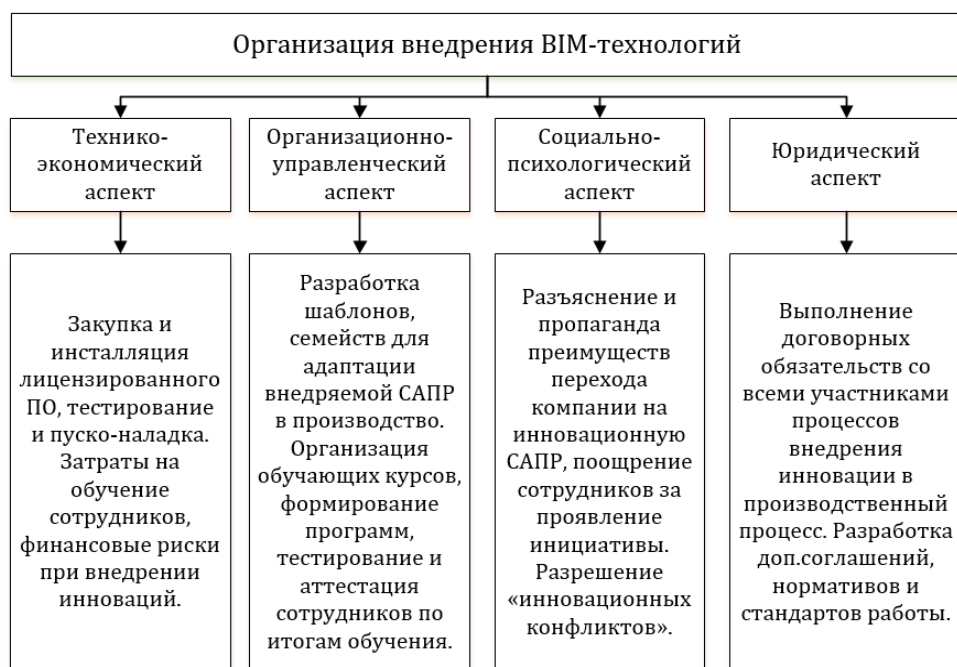 Организация внедрения BIM-технологий
Технико-
экономический
аспект
Организационно-
управленческий
аспект
Социально-
психологический
аспект
Юридический
аспект
Закупка и
инсталляция
лицензированного
ПО, тестирование
и пуско-наладка.
Затраты на
обучение
сотрудников,
финансовые риски
при внедрении
инноваций.
Разработка
шаблонов,
семейств для
адаптации
внедряемой САПР
в производство.
Организация
обучающих курсов,
формирование
программ,
тестирование и
аттестация
сотрудников по
итогам обучения.
Разъяснение и
пропаганда
преимуществ
перехода
компании на
инновационную
САПР, поощрение
сотрудников за
проявление
инициативы.
Разрешение
«инновационных
конфликтов».
Выполнение
договорных
обязательств со
всеми участниками
процессов
внедрения
инновации в
производственный
процесс. Разработка
доп.соглашений,
нормативов и
стандартов работы.